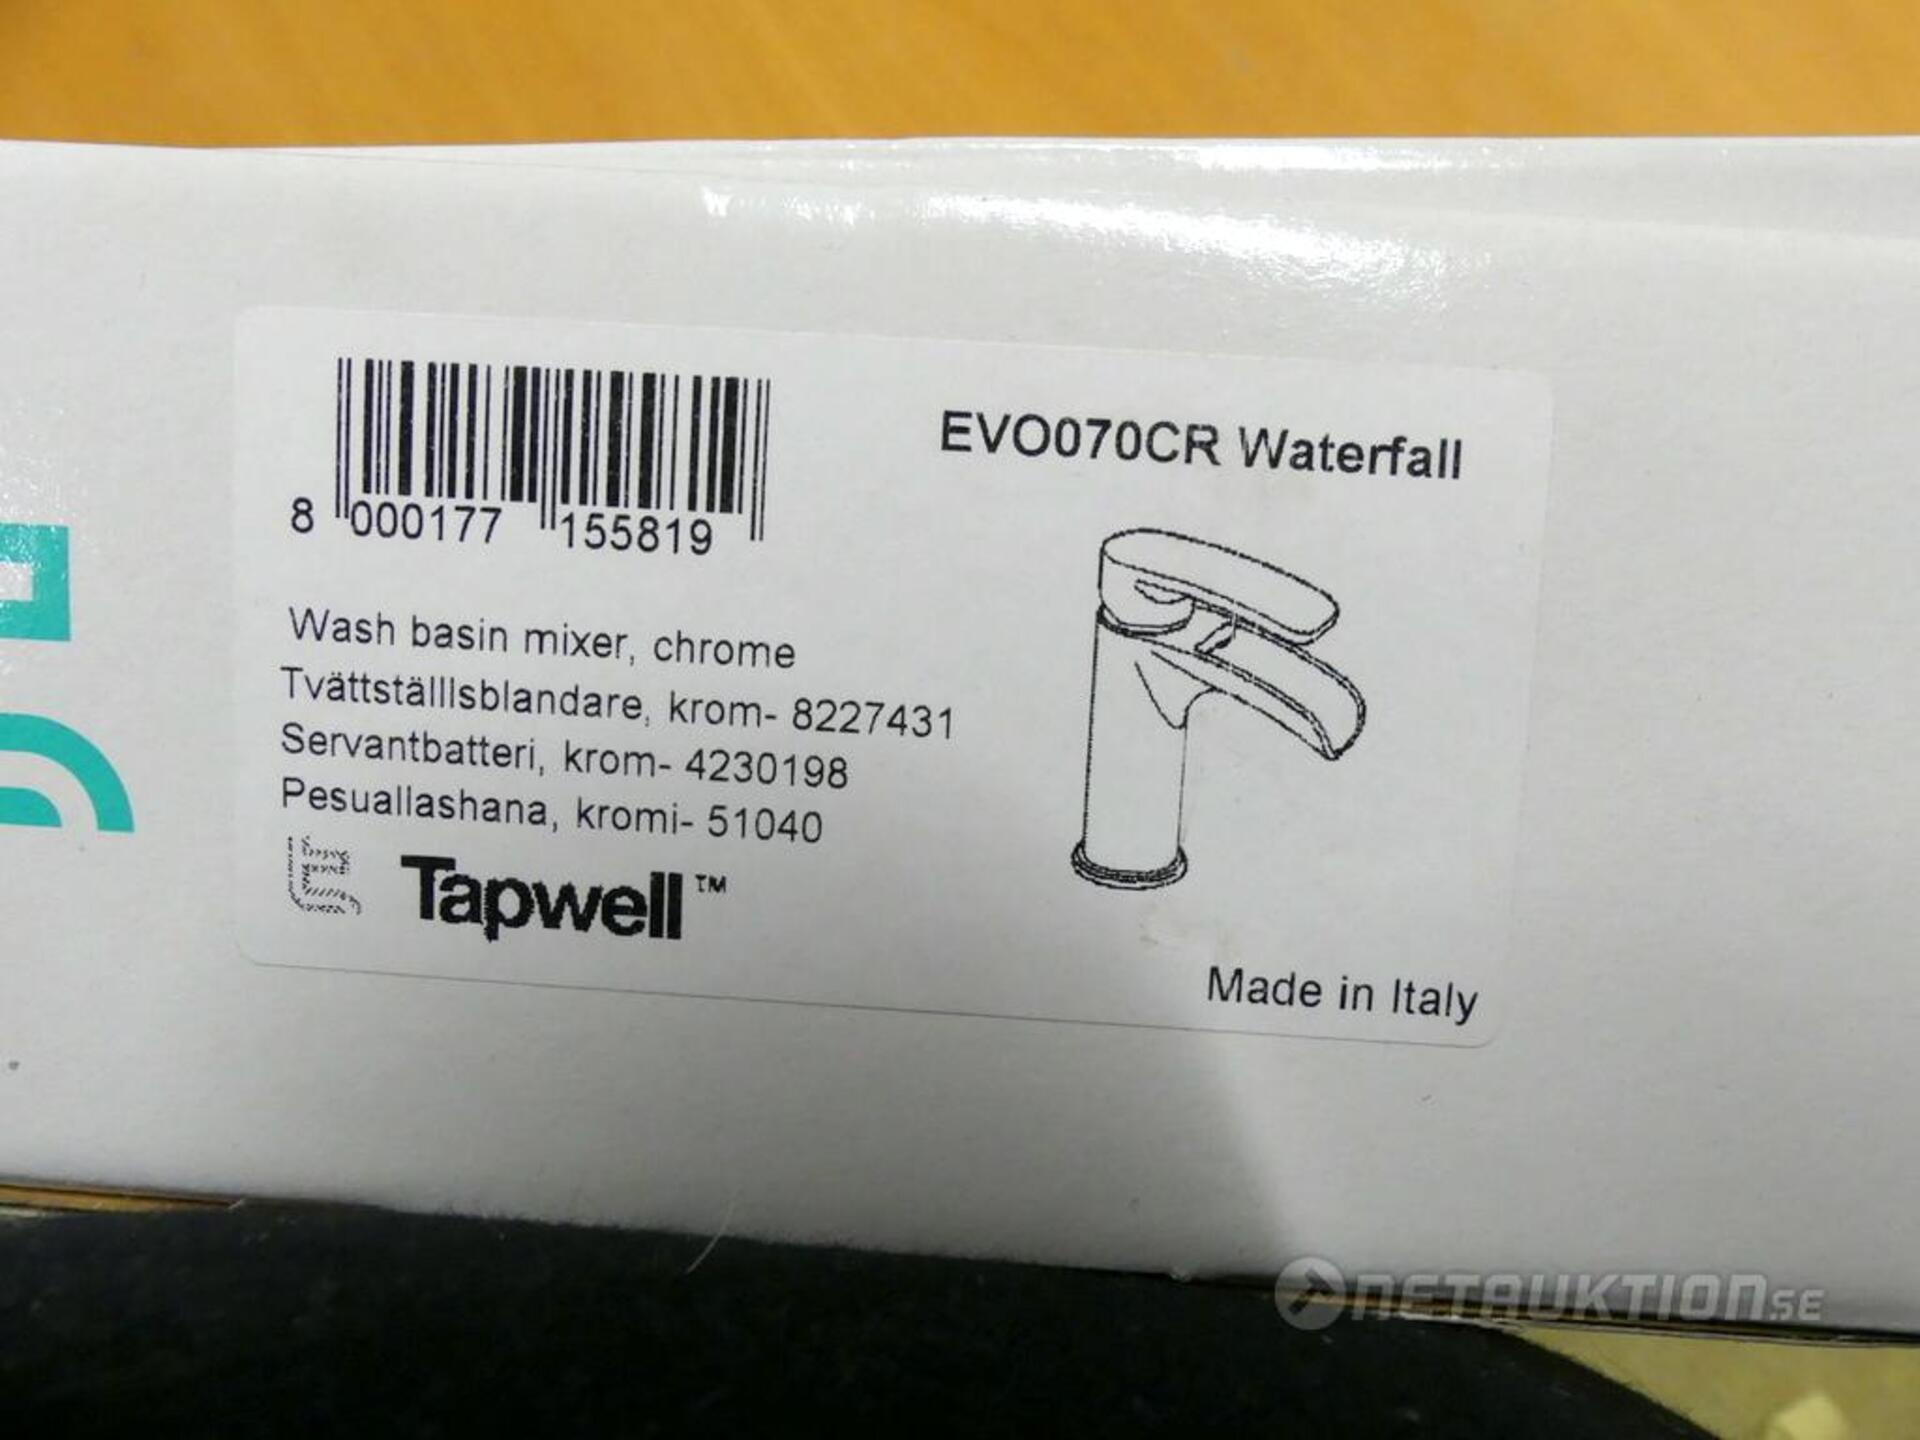 EVO070CR Waterfall
8 000177 155819
Wash basin mixer, chrome
Tvättställlsblandare, krom- 8227431
Servantbatteri, krom- 4230198
Pesuallashana, kromi- 51040
Tapwell™
Made in Italy
NETAUKTION.SE